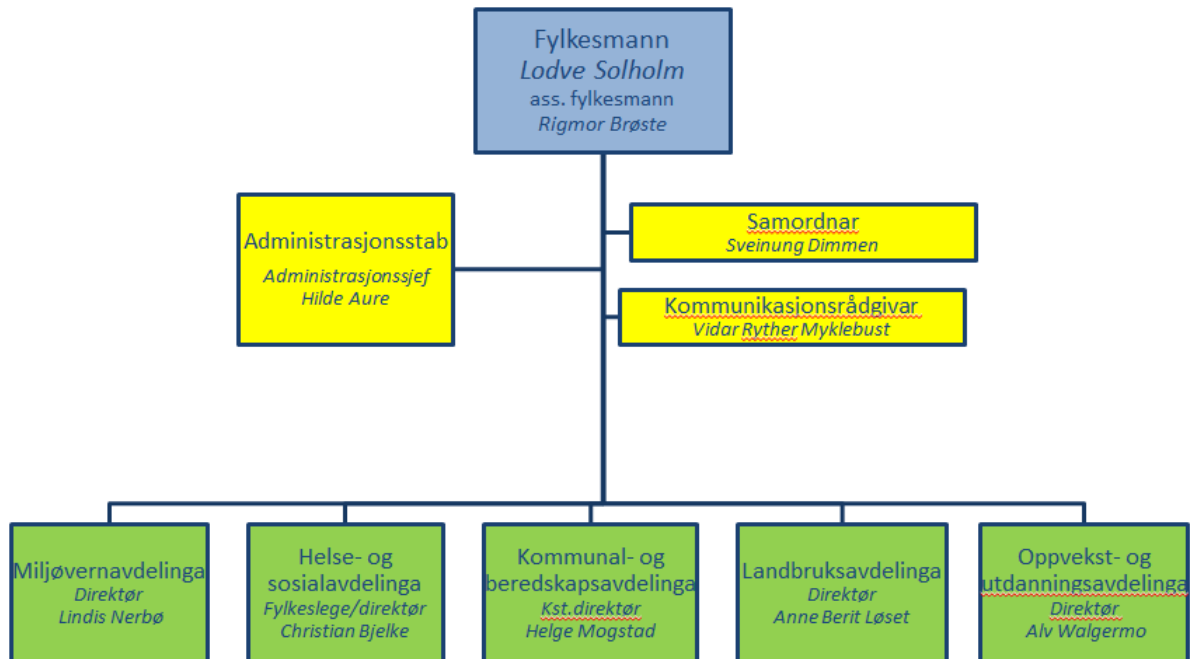 Fylkesmann
Lodve Solholm
ass. fylkesmann
Rigmor Brøste
Administrasjonsstab
Administrasjonssjef
Hilde Aure
Samordnar
Sveinung Dimmen
Kommunikasjonsrådgivar
Vidar Ryther Myklebust
Miljøvernavdelinga
Direktør
Lindis Nerbø
Helse- og
sosialavdelinga
Fylkeslege/direktør
Christian Bjelke
Kommunal- og
beredskapsavdelinga
Kst.direktør
Helge Mogstad
Landbruksavdelinga
Direktør
Anne Berit Løset
Oppvekst- og
utdanningsavdelinga
Direktør
Alv Walgermo